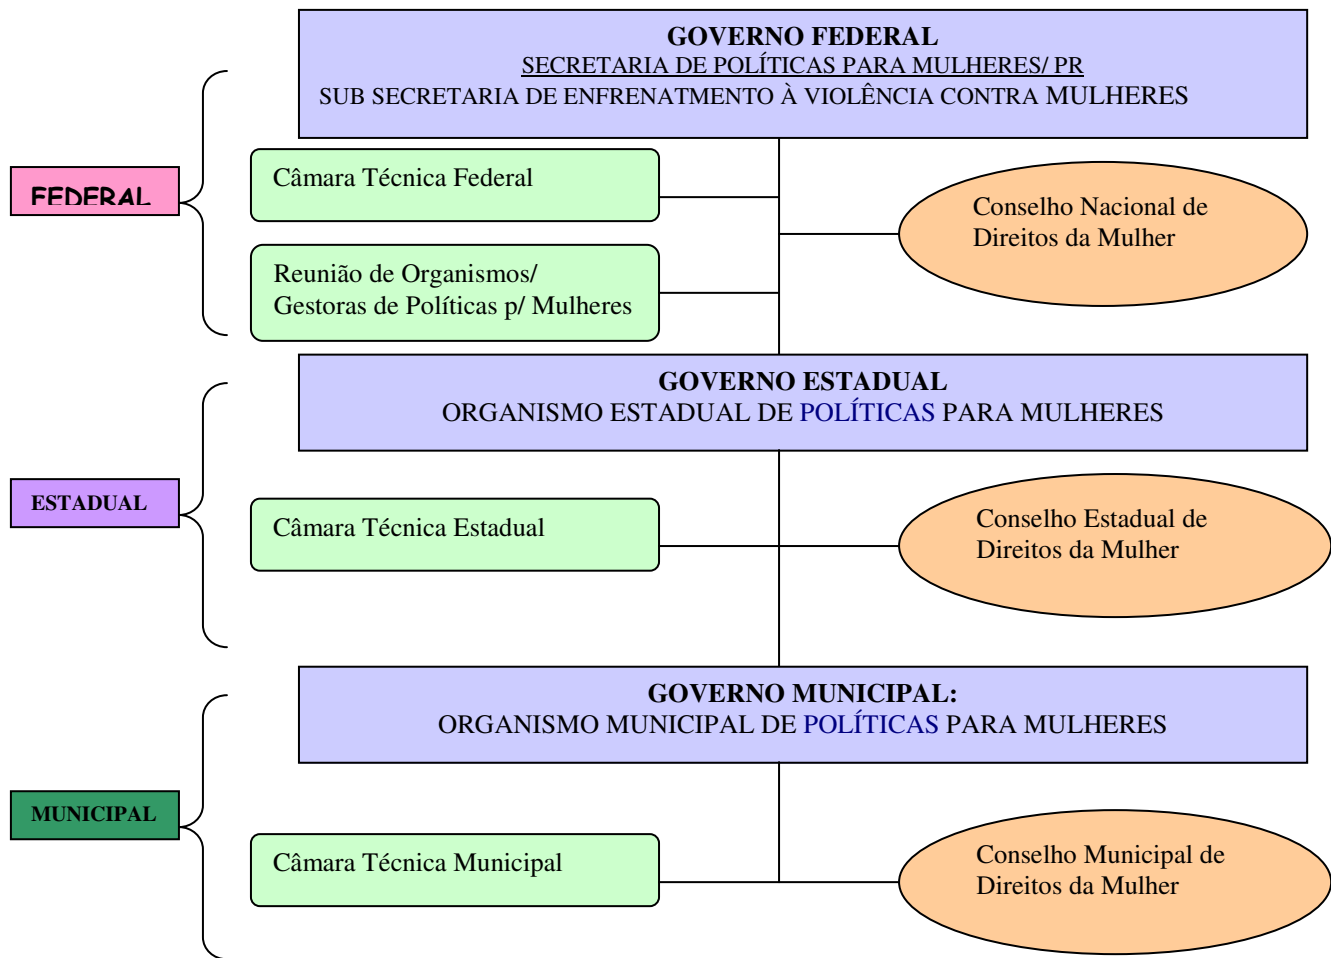 GOVERNO FEDERAL
SECRETARIA DE POLÍTICAS PARA MULHERES/ PR
SUB SECRETARIA DE ENFRENATMENTO À VIOLÊNCIA CONTRA MULHERES
FEDERAL
Câmara Técnica Federal
Conselho Nacional de
Direitos da Mulher
Reunião de Organismos/
Gestoras de Políticas p/ Mulheres
GOVERNO ESTADUAL
ORGANISMO ESTADUAL DE POLÍTICAS PARA MULHERES
ESTADUAL
Câmara Técnica Estadual
Conselho Estadual de
Direitos da Mulher
GOVERNO MUNICIPAL:
ORGANISMO MUNICIPAL DE POLÍTICAS PARA MULHERES
MUNICIPAL
Câmara Técnica Municipal
Conselho Municipal de
Direitos da Mulher